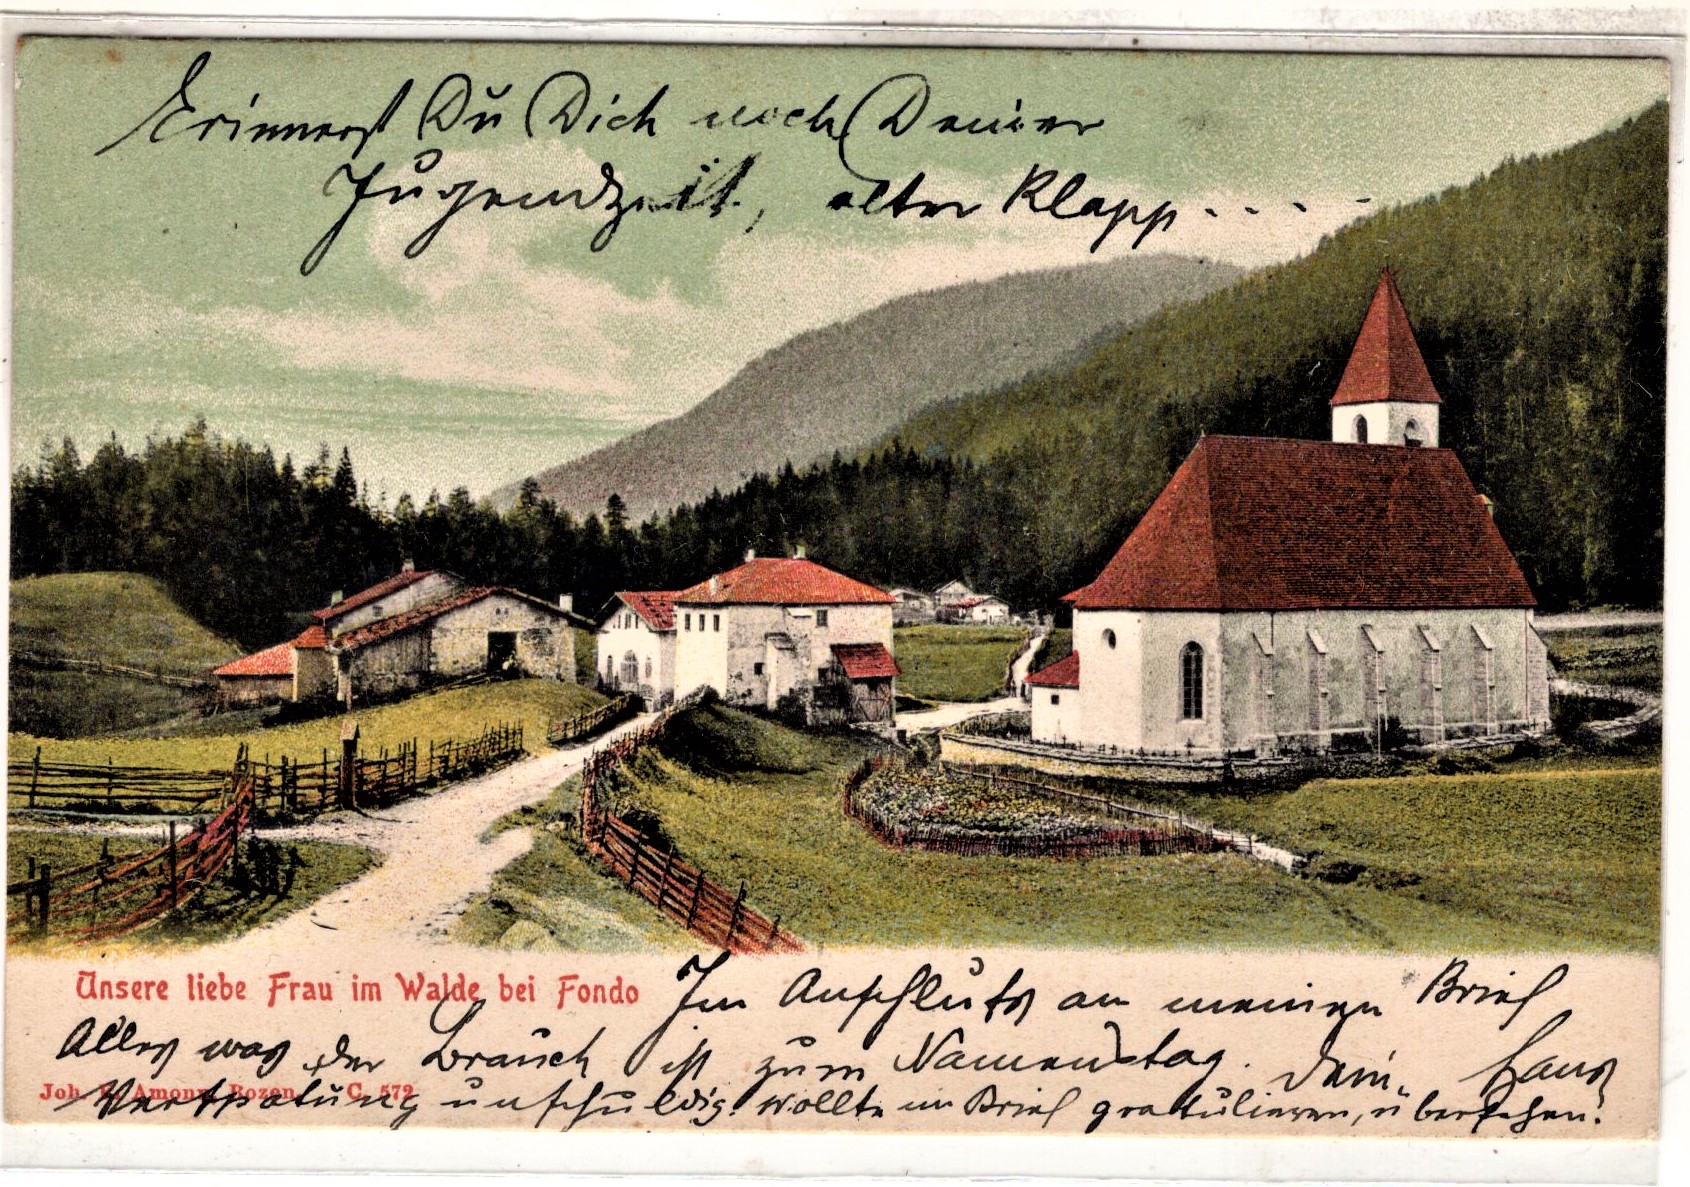 Erinnerst Du Dich noch Deiner
Jugendzeit, alter Klapp....
Unsere liebe Frau im Walde bei Fondo
Im Anschluß an meinen Brief
Alles was der Brauch ist zum Namenstag. Dein Hans
Joh. Amonn, Bozen C. 572
Verspätung unschuldig. Wollte im Brief gratulieren, übersehen!